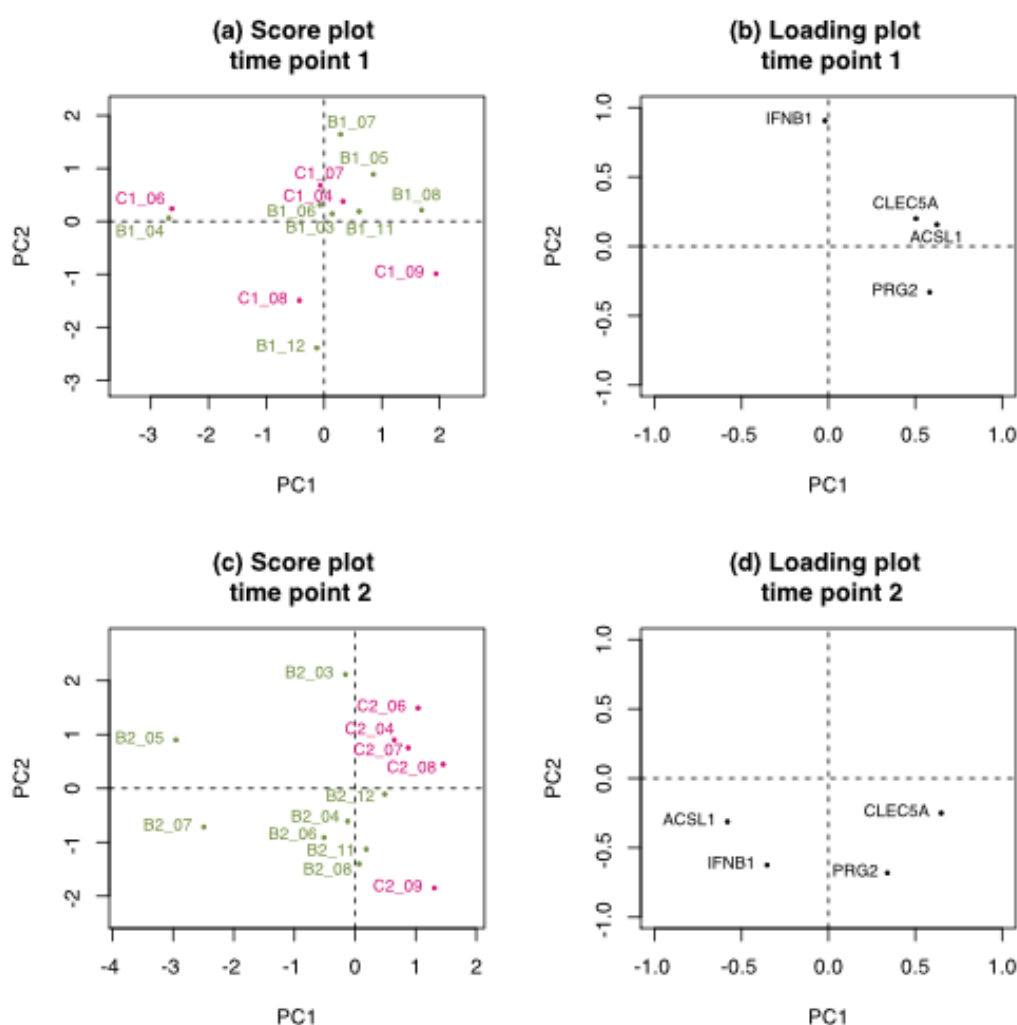 (a) Score plot
time point 1
2
1
0
-1
-2
-3
PC2
B1_07
B1_05
C1_07
C1_06
C1_04
B1_08
B1_06
B1_04
B1_03
B1_11
C1_09
C1_08
B1_12
-3
-2
-1
0
1
2
PC1
(b) Loading plot
time point 1
1.0
0.5
0.0
-0.5
-1.0
PC2
IFNB1
CLEC5A
ACSL1
PRG2
-1.0
-0.5
0.0
0.5
1.0
PC1
(c) Score plot
time point 2
2
1
0
-1
-2
PC2
B2_03
C2_06
C2_04
B2_05
C2_07
C2_08
B2_12
B2_04
B2_07
B2_06
B2_11
B2_08
C2_09
-4
-3
-2
-1
0
1
2
PC1
(d) Loading plot
time point 2
1.0
0.5
0.0
-0.5
-1.0
PC2
ACSL1
CLEC5A
IFNB1
PRG2
-1.0
-0.5
0.0
0.5
1.0
PC1